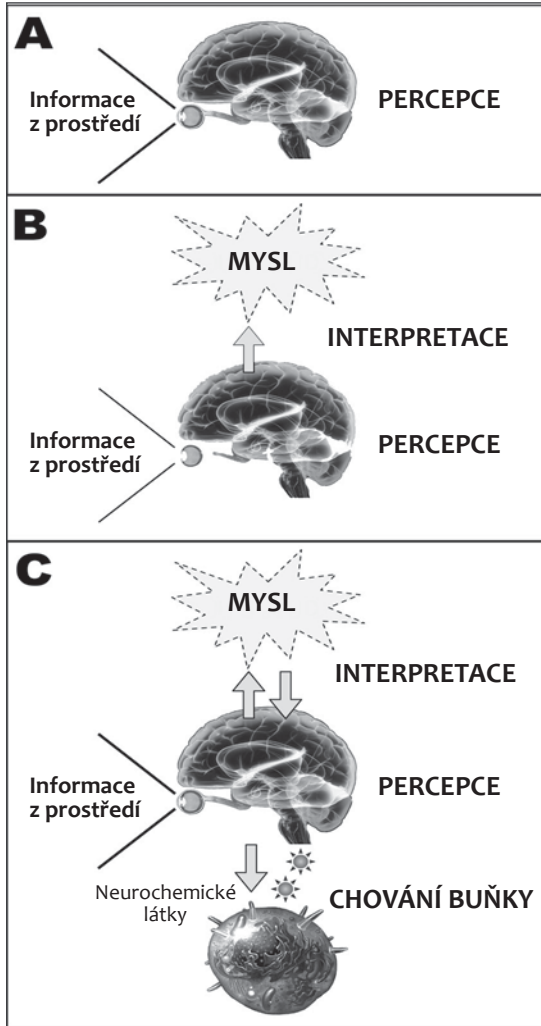 A
Informace
z prostředí
PERCEPCE
B
MYSL
INTERPRETACE
Informace
z prostředí
PERCEPCE
C
MYSL
INTERPRETACE
Informace
z prostředí
PERCEPCE
Neurochemické
látky
CHOVÁNÍ BUŇKY